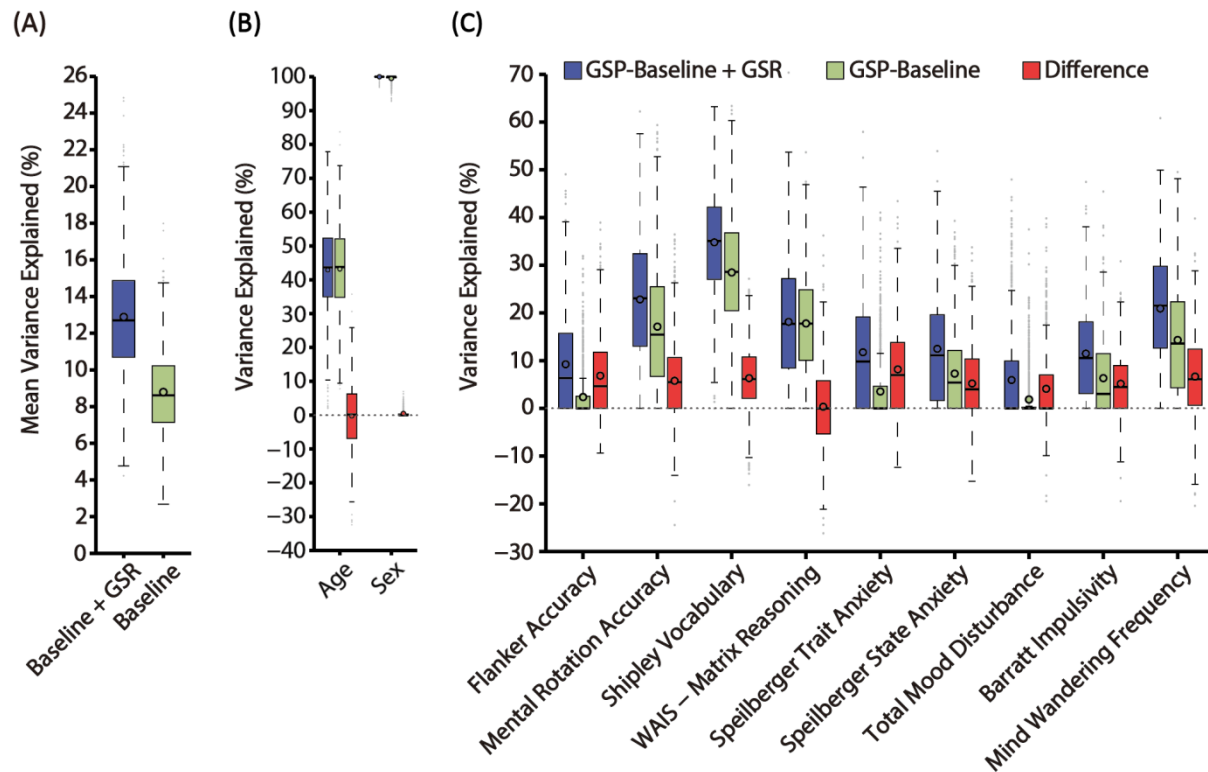 (A)
Mean Variance Explained (%)
26
24
22
20
18
16
14
12
10
8
6
4
2
0
Baseline + GSR
Baseline
(B)
Variance Explained (%)
100
90
80
70
60
50
40
30
20
10
0
−10
−20
−30
−40
Age
Sex
(C)
GSP-Baseline + GSR GSP-Baseline Difference
Variance Explained (%)
70
60
50
40
30
20
10
0
−10
−20
−30
Flanker Accuracy
Mental Rotation Accuracy
Shipley Vocabulary
WAIS – Matrix Reasoning
Speilberger Trait Anxiety
Speilberger State Anxiety
Total Mood Disturbance
Barratt Impulsivity
Mind Wandering Frequency